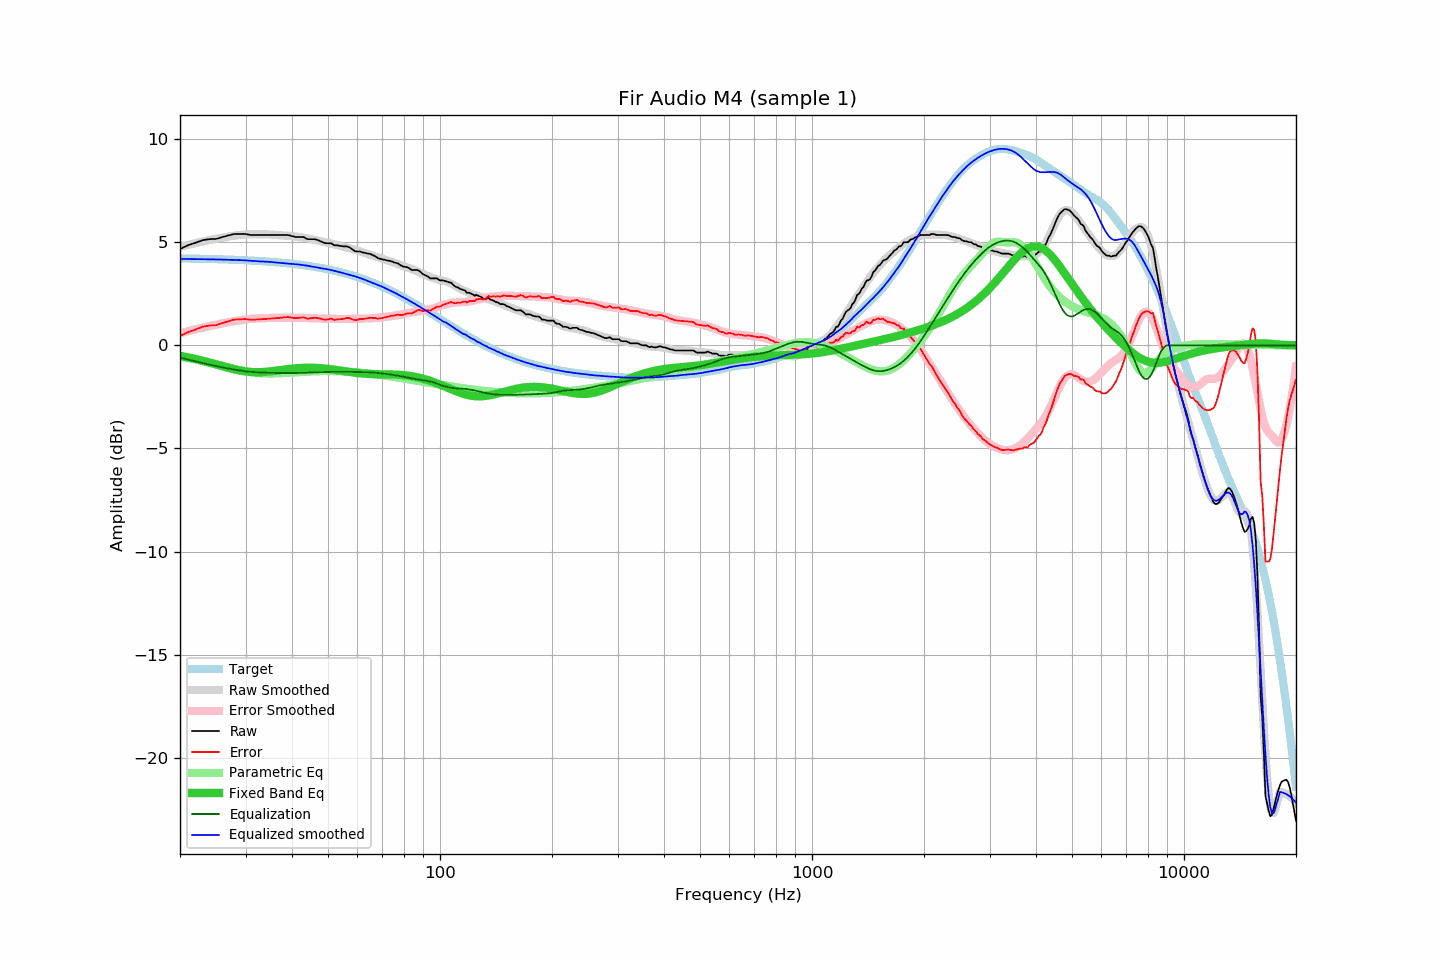 Fir Audio M4 (sample 1)
10
5
0
−5
−10
−15
−20
Amplitude (dBr)
Target
Raw Smoothed
Error Smoothed
Raw
Error
Parametric Eq
Fixed Band Eq
Equalization
Equalized smoothed
100
1000
10000
Frequency (Hz)